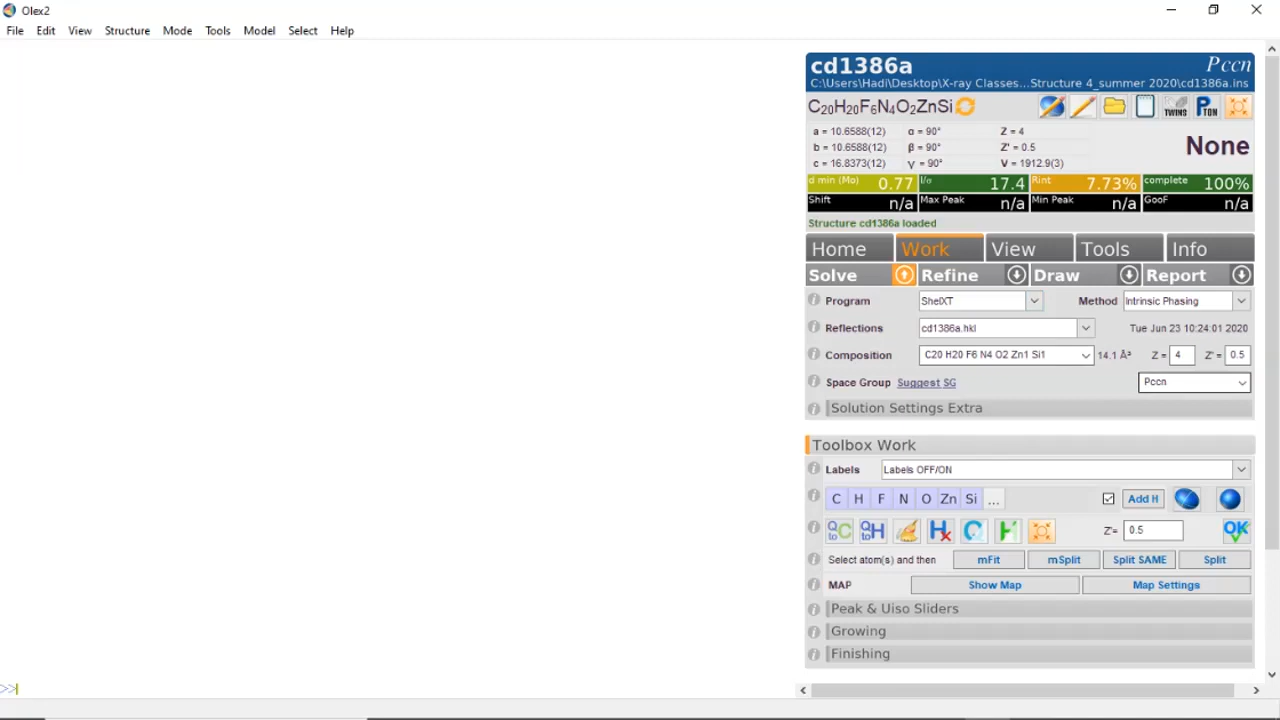 Olex2
File Edit View Structure Mode Tools Model Select Help
cd1386a Pccn
C:\Users\Hadi\Desktop\X-ray Classes...Structure 4_summer 2020\cd1386a.ins
C20H20F6N4O2ZnSi TWINS PTON
a = 10.6588(12) α = 90° Z = 4
b = 10.6588(12) β = 90° Z' = 0.5 None
c = 16.8373(12) γ = 90° V = 1912.9(3)
d min (Mo) 0.77 I/σ 17.4 Rint 7.73% complete 100%
Shift n/a Max Peak n/a Min Peak n/a GooF n/a
Structure cd1386a loaded
Home Work View Tools Info
Solve Refine Draw Report
Program ShelXT Method Intrinsic Phasing
Reflections cd1386a.hkl Tue Jun 23 10:24:01 2020
Composition C20 H20 F6 N4 O2 Zn1 Si1 14.1 Å³ Z = 4 Z' = 0.5
Space Group Suggest SG Pccn
Solution Settings Extra
Toolbox Work
Labels Labels OFF/ON
C H F N O Zn Si ... Add H
Q to C Q to H H Q H Z'= 0.5 OK
Select atom(s) and then mFit mSplit Split SAME Split
MAP Show Map Map Settings
Peak & Uiso Sliders
Growing
Finishing
>>